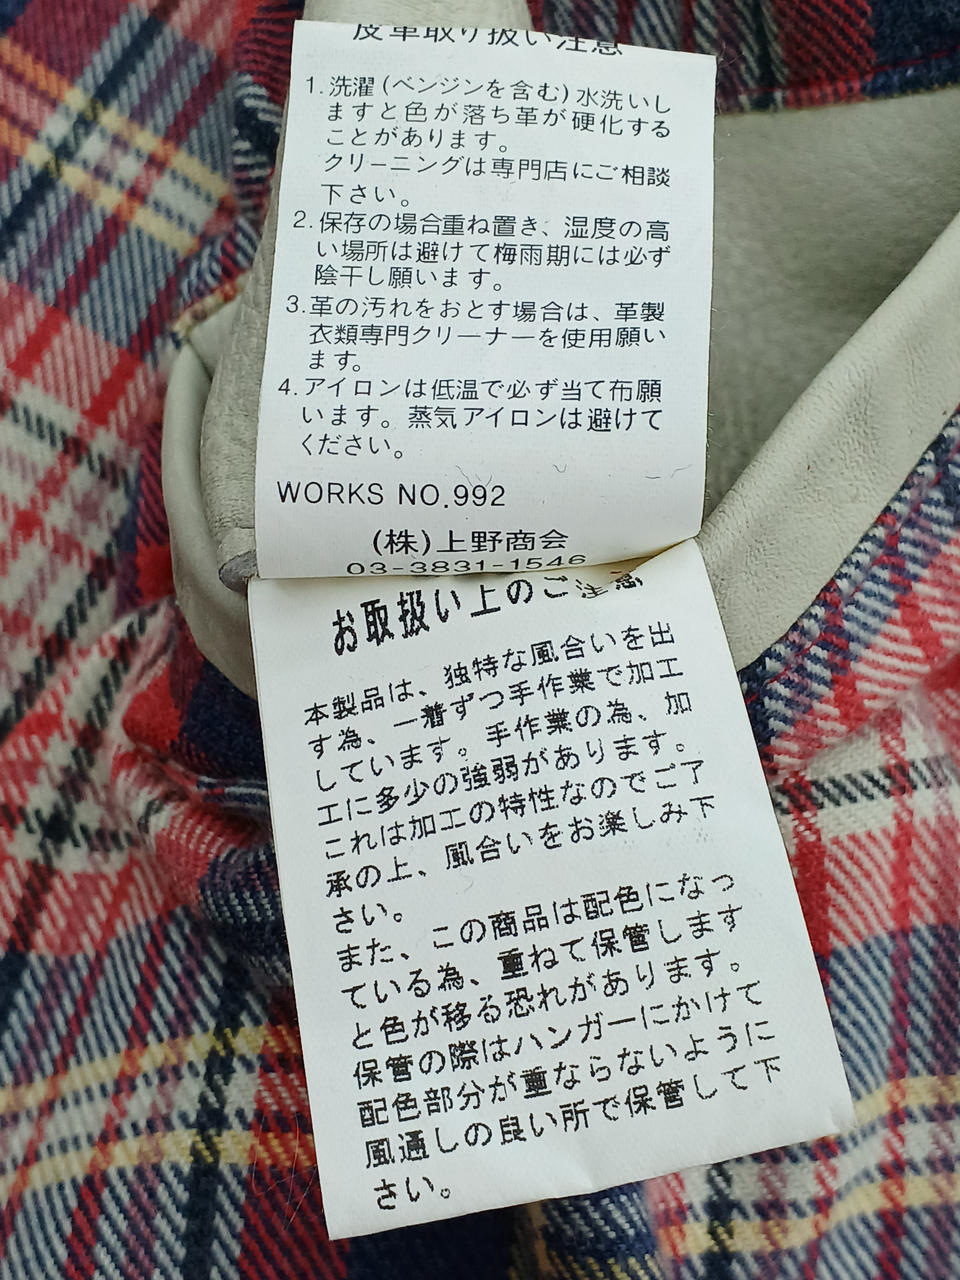 皮革取り扱い注意
1.洗濯(ベンジンを含む)水洗いし
ますと色が落ち革が硬化する
ことがあります。
クリーニングは専門店にご相談
下さい。
2.保存の場合重ね置き、湿度の高
い場所は避けて梅雨期には必ず
陰干し願います。
3.革の汚れをおとす場合は、革製
衣類専門クリーナーを使用願い
ます。
4.アイロンは低温で必ず当て布願
います。蒸気アイロンは避けて
ください。
WORKS NO.992
(株)上野商会
03-3831-1546
お取扱い上のご注意
本製品は、独特な風合いを出
す為、一着ずつ手作業で加工
しています。手作業の為、加
工に多少の強弱があります。
これは加工の特性なのでご了
承の上、風合いをお楽しみ下
さい。
また、この商品は配色になっ
ている為、重ねて保管します
と色が移る恐れがあります。
保管の際はハンガーにかけて
配色部分が重ならないように
風通しの良い所で保管して下
さい。